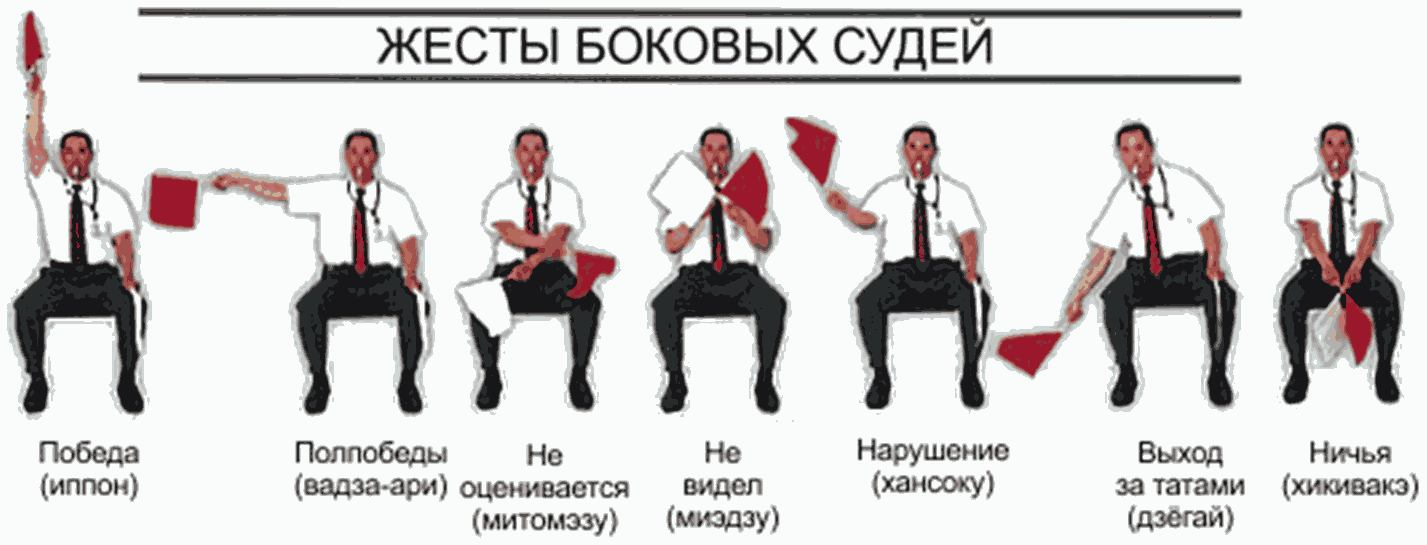 ЖЕСТЫ БОКОВЫХ СУДЕЙ
Победа
(иппон)
Полпобеды
(вадза-ари)
Не
оценивается
(митомэзу)
Не
видел
(миэдзу)
Нарушение
(хансоку)
Выход
за татами
(дзёгай)
Ничья
(хикивакэ)